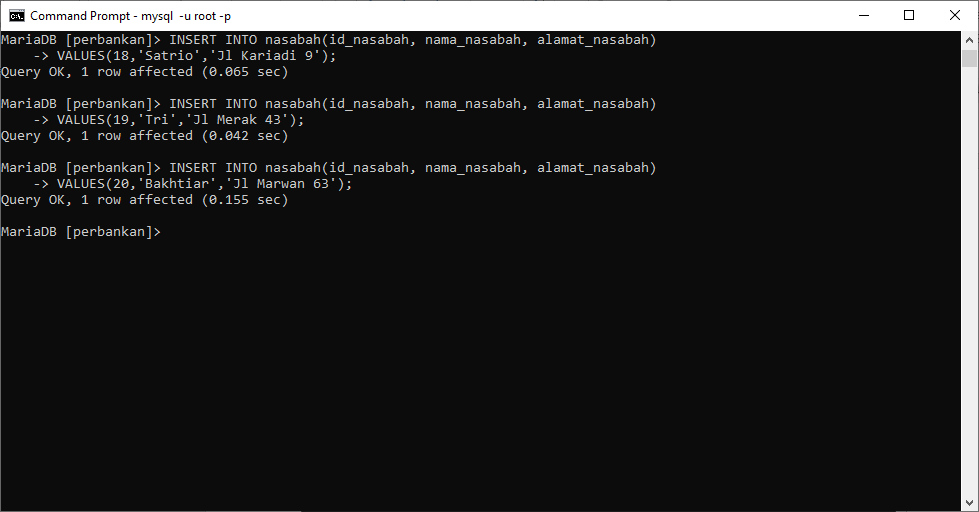 Command Prompt - mysql  -u root -p
MariaDB [perbankan]> INSERT INTO nasabah(id_nasabah, nama_nasabah, alamat_nasabah)
    -> VALUES(18,'Satrio','Jl Kariadi 9');
Query OK, 1 row affected (0.065 sec)

MariaDB [perbankan]> INSERT INTO nasabah(id_nasabah, nama_nasabah, alamat_nasabah)
    -> VALUES(19,'Tri','Jl Merak 43');
Query OK, 1 row affected (0.042 sec)

MariaDB [perbankan]> INSERT INTO nasabah(id_nasabah, nama_nasabah, alamat_nasabah)
    -> VALUES(20,'Bakhtiar','Jl Marwan 63');
Query OK, 1 row affected (0.155 sec)

MariaDB [perbankan]>